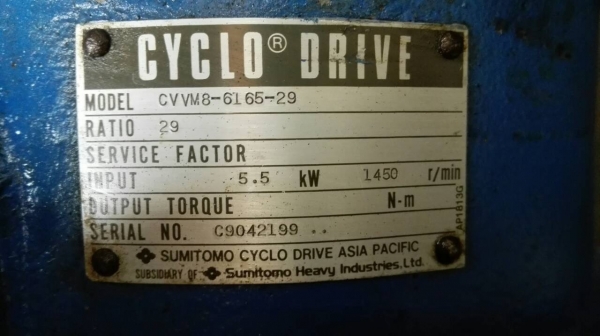 CYCLO® DRIVE
MODEL CVVM8-6165-29
RATIO 29
SERVICE FACTOR
INPUT 5.5 kW 1450 r/min
OUTPUT TORQUE N-m
SERIAL NO. C9042199 ..
SUMITOMO CYCLO DRIVE ASIA PACIFIC
SUBSIDIARY OF Sumitomo Heavy Industries.Ltd.
AP1813G